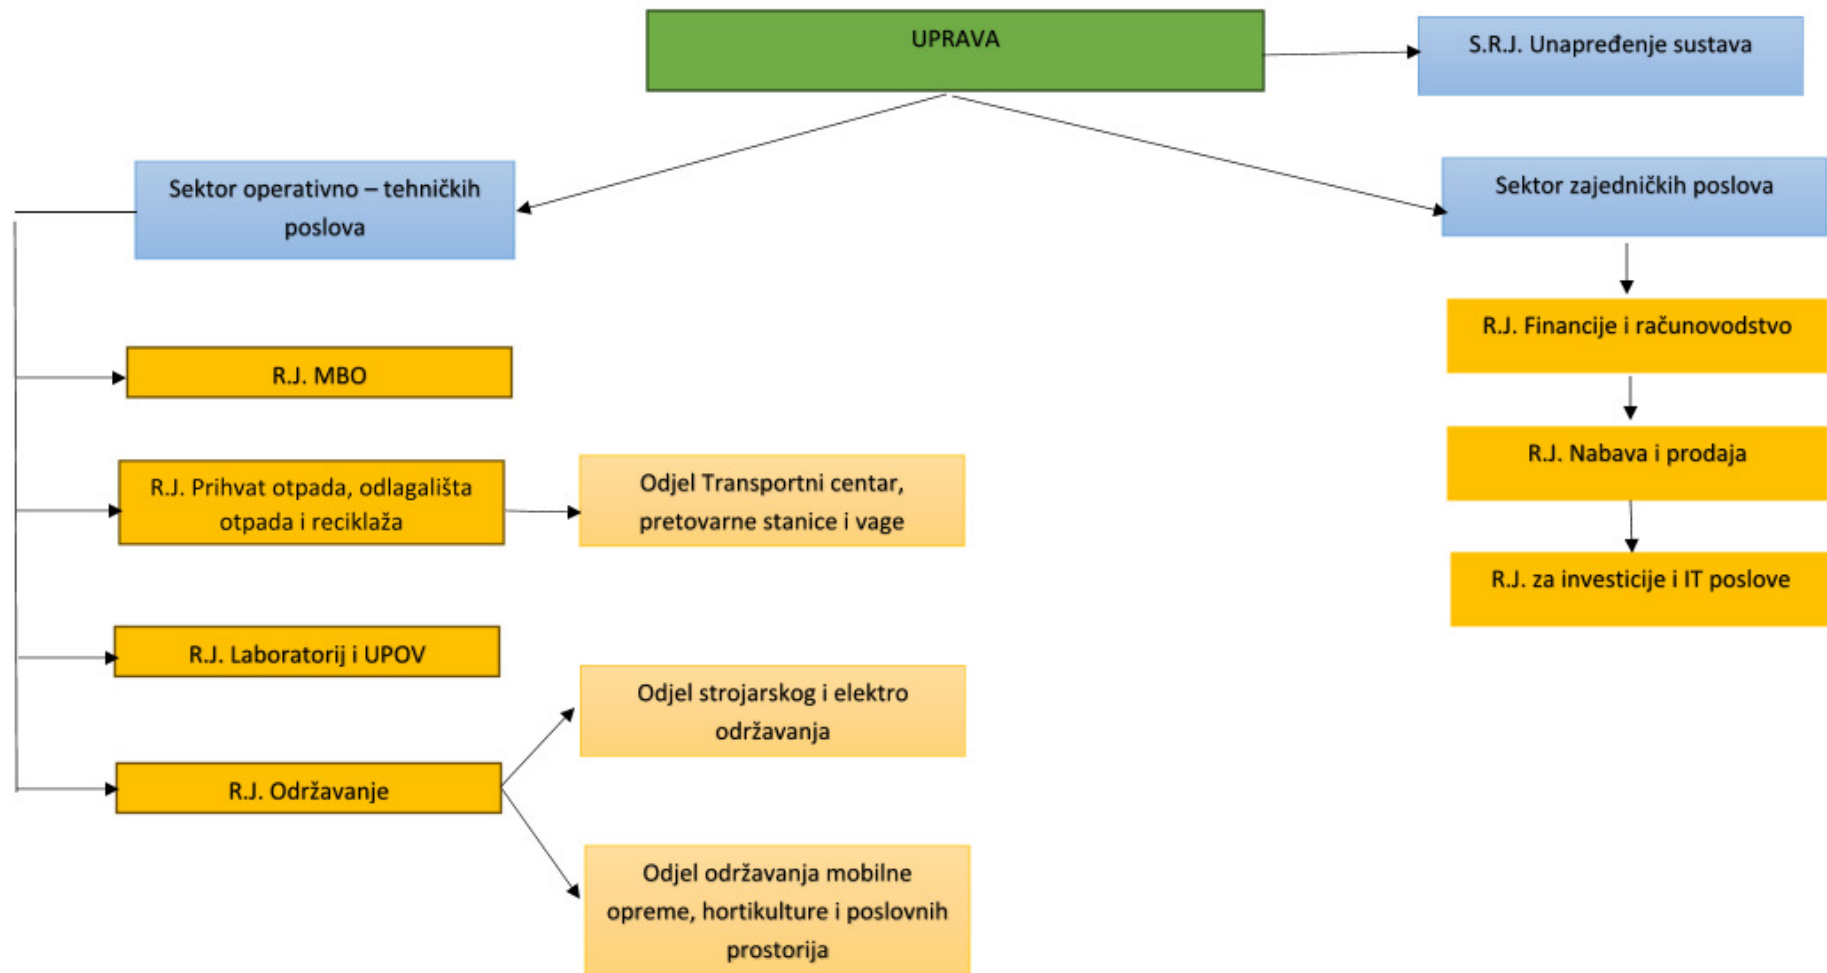 UPRAVA
S.R.J. Unapređenje sustava
Sektor operativno – tehničkih
poslova
Sektor zajedničkih poslova
R.J. Financije i računovodstvo
R.J. MBO
R.J. Nabava i prodaja
R.J. Prihvat otpada, odlagališta
otpada i reciklaža
Odjel Transportni centar,
pretovarne stanice i vage
R.J. za investicije i IT poslove
R.J. Laboratorij i UPOV
Odjel strojarskog i elektro
održavanja
R.J. Održavanje
Odjel održavanja mobilne
opreme, hortikulture i poslovnih
prostorija